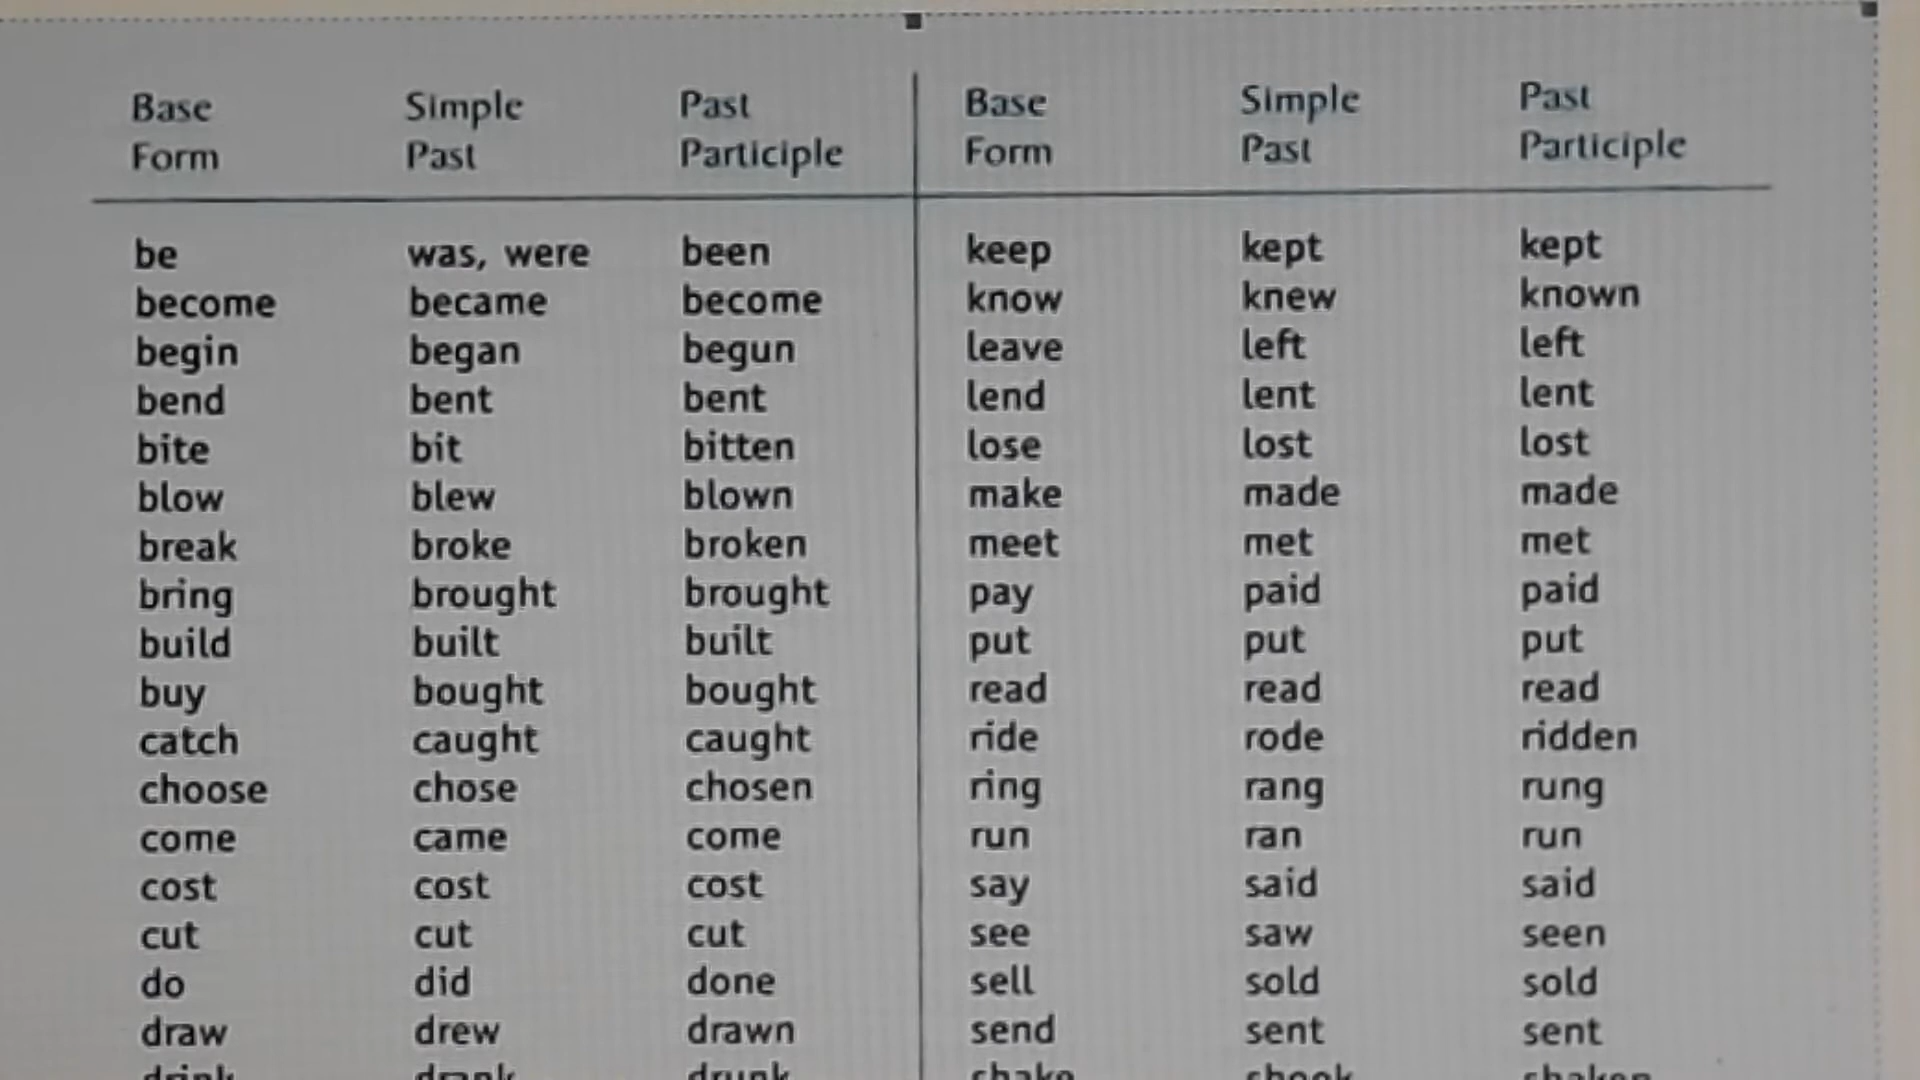 Base Simple Past Base Simple Past
Form Past Participle Form Past Participle
be was, were been keep kept kept
become became become know knew known
begin began begun leave left left
bend bent bent lend lent lent
bite bit bitten lose lost lost
blow blew blown make made made
break broke broken meet met met
bring brought brought pay paid paid
build built built put put put
buy bought bought read read read
catch caught caught ride rode ridden
choose chose chosen ring rang rung
come came come run ran run
cost cost cost say said said
cut cut cut see saw seen
do did done sell sold sold
draw drew drawn send sent sent
drink drank drunk shake shook shaken